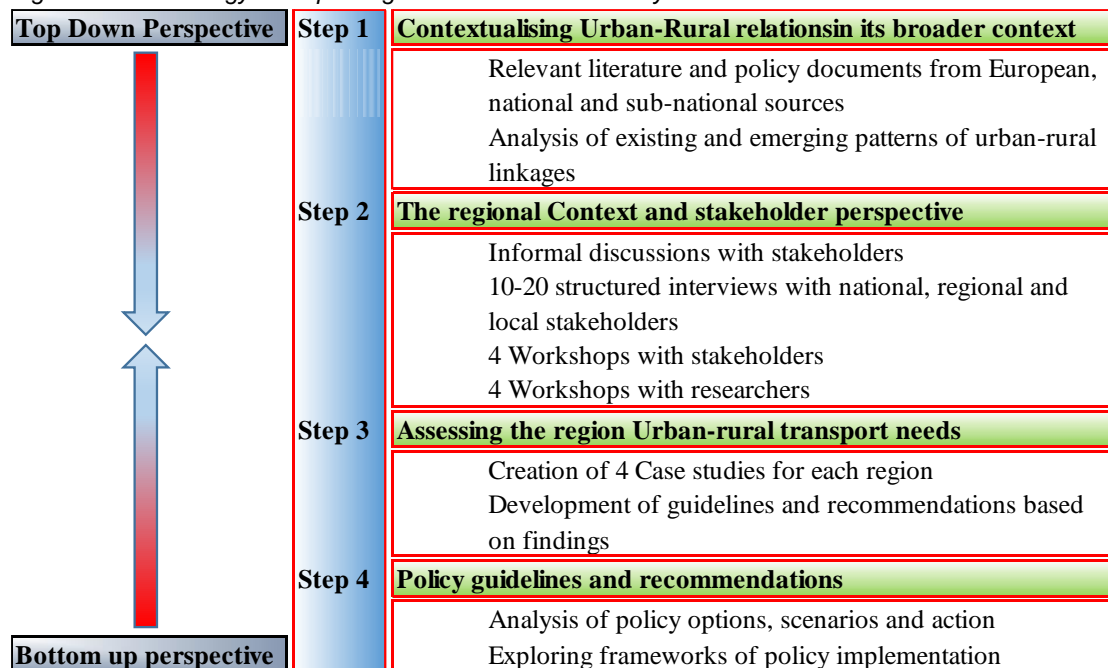 Top Down Perspective
Step 1
Contextualising Urban-Rural relationsin its broader context
Relevant literature and policy documents from European,
national and sub-national sources
Analysis of existing and emerging patterns of urban-rural
linkages
Step 2
The regional Context and stakeholder perspective
Informal discussions with stakeholders
10-20 structured interviews with national, regional and
local stakeholders
4 Workshops with stakeholders
4 Workshops with researchers
Step 3
Assessing the region Urban-rural transport needs
Creation of 4 Case studies for each region
Development of guidelines and recommendations based
on findings
Step 4
Policy guidelines and recommendations
Analysis of policy options, scenarios and action
Exploring frameworks of policy implementation
Bottom up perspective